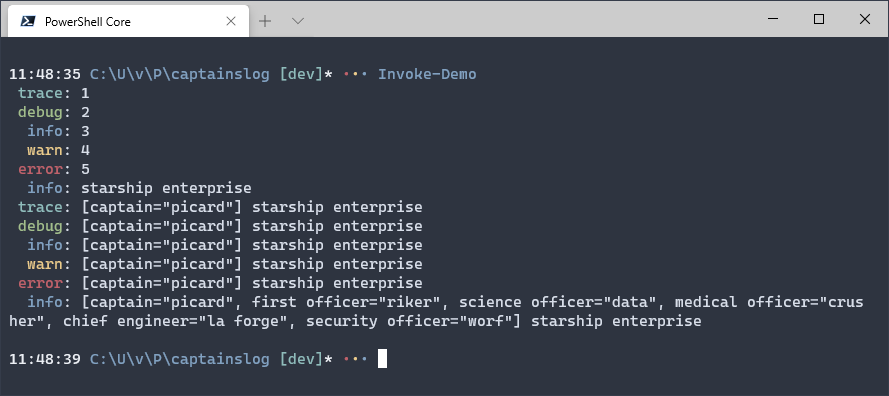 PowerShell Core
11:48:35 C:\U\v\P\captainslog [dev]* ··· Invoke-Demo
trace: 1
debug: 2
info: 3
warn: 4
error: 5
info: starship enterprise
trace: [captain="picard"] starship enterprise
debug: [captain="picard"] starship enterprise
info: [captain="picard"] starship enterprise
warn: [captain="picard"] starship enterprise
error: [captain="picard"] starship enterprise
info: [captain="picard", first officer="riker", science officer="data", medical officer="crus
her", chief engineer="la forge", security officer="worf"] starship enterprise
11:48:39 C:\U\v\P\captainslog [dev]* ···